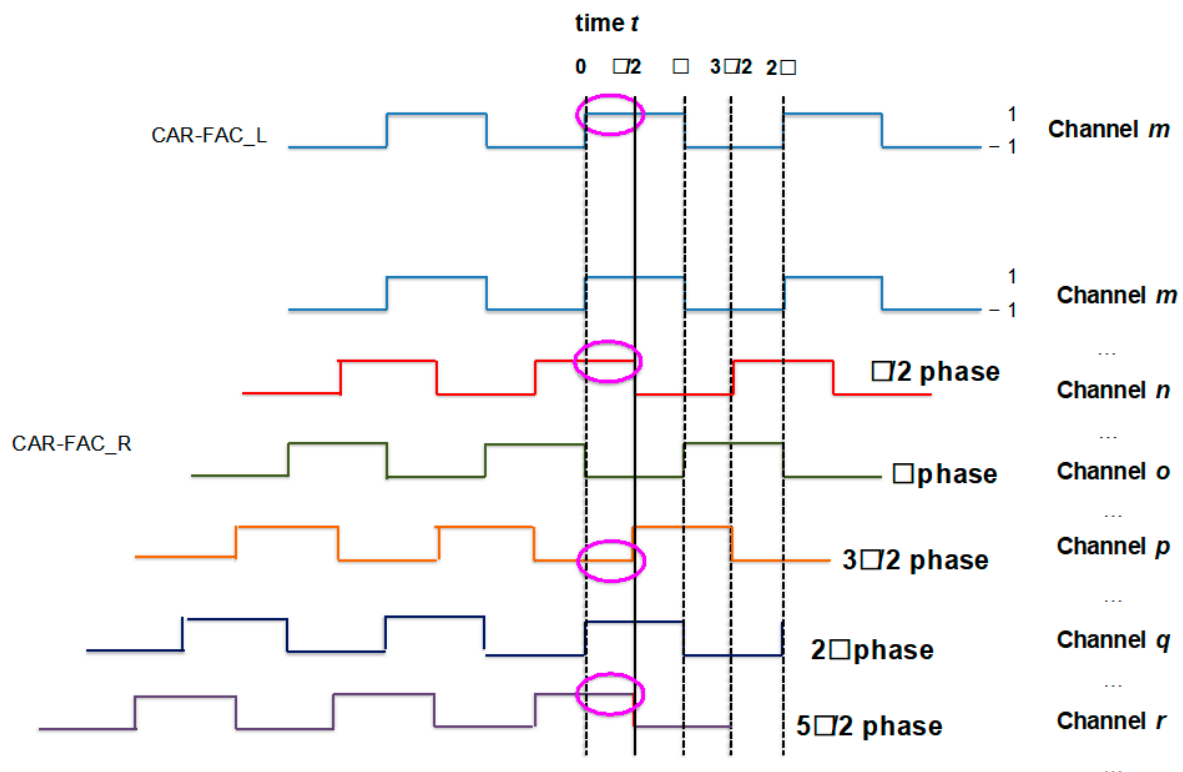 time t
0 □/2 □ 3□/2 2□
CAR-FAC_L
1
– 1
Channel m
1
– 1
Channel m
...
□/2 phase
Channel n
...
CAR-FAC_R
□phase
Channel o
...
3□/2 phase
Channel p
...
2□phase
Channel q
...
5□/2 phase
Channel r
...